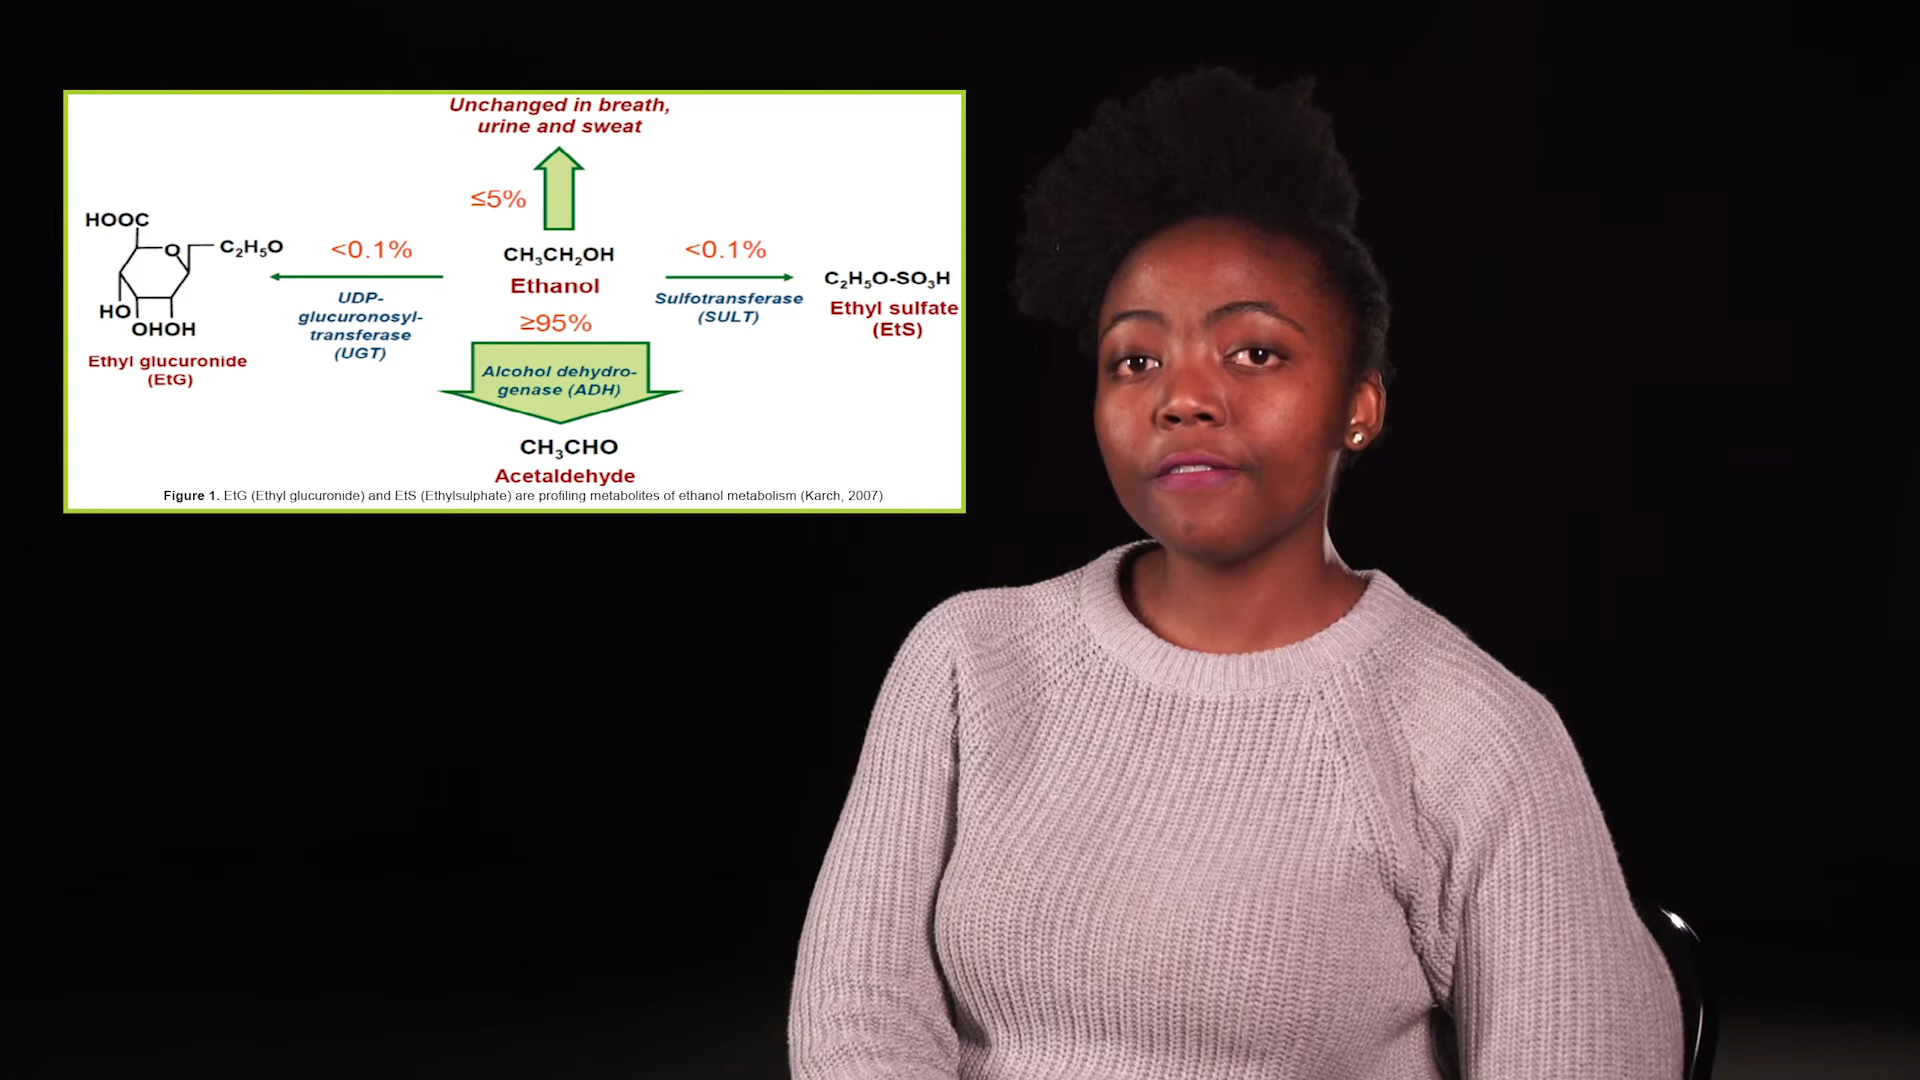 Unchanged in breath,
urine and sweat
≤5%
HOOC
O
C₂H₅O
HO
OHOH
Ethyl glucuronide
(EtG)
<0.1%
UDP-
glucuronosyl-
transferase
(UGT)
CH₃CH₂OH
Ethanol
≥95%
<0.1%
Sulfotransferase
(SULT)
C₂H₅O-SO₃H
Ethyl sulfate
(EtS)
Alcohol dehydro-
genase (ADH)
CH₃CHO
Acetaldehyde
Figure 1. EtG (Ethyl glucuronide) and EtS (Ethylsulphate) are profiling metabolites of ethanol metabolism (Karch, 2007)